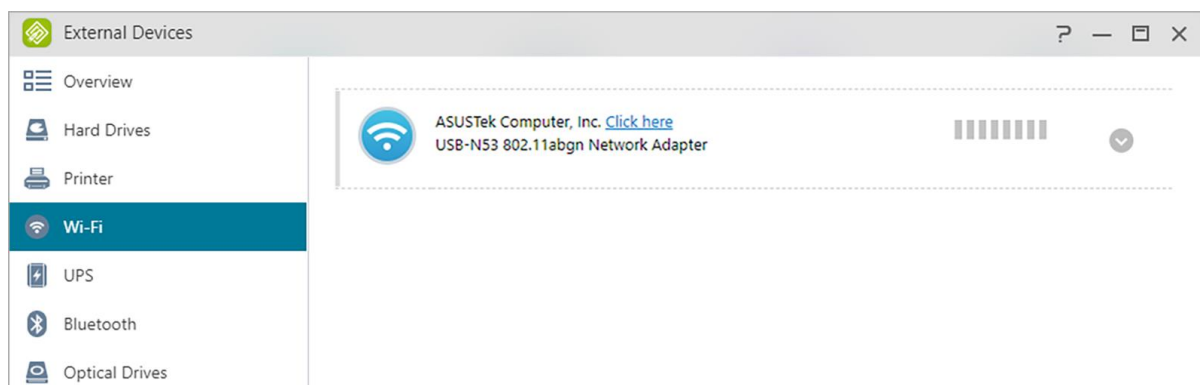 External Devices
Overview
Hard Drives
Printer
Wi-Fi
UPS
Bluetooth
Optical Drives
ASUSTek Computer, Inc. Click here
USB-N53 802.11abgn Network Adapter